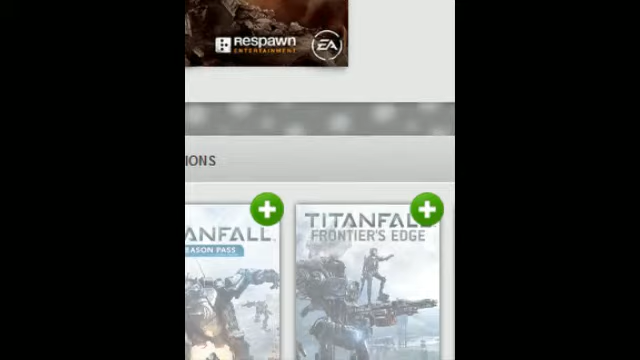 RESPAWN
ENTERTAINMENT
EA
IONS
ANFALL
EASON PASS
TITANFALL
FRONTIER'S EDGE